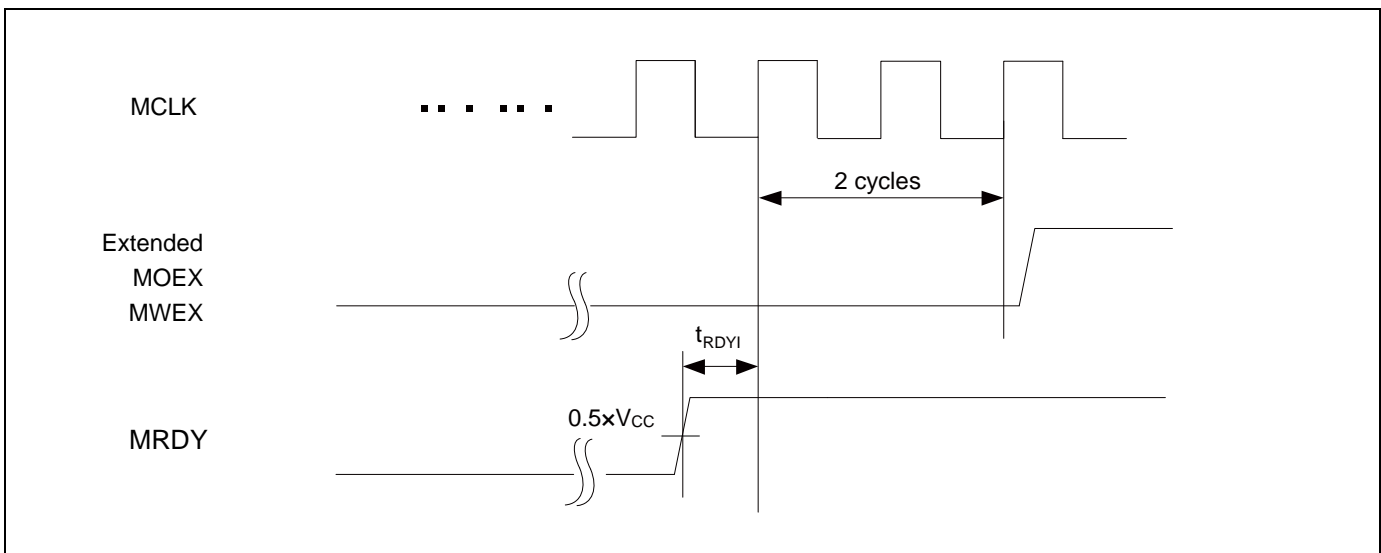 MCLK
2 cycles
Extended
MOEX
MWEX
tRDYI
0.5×VCC
MRDY